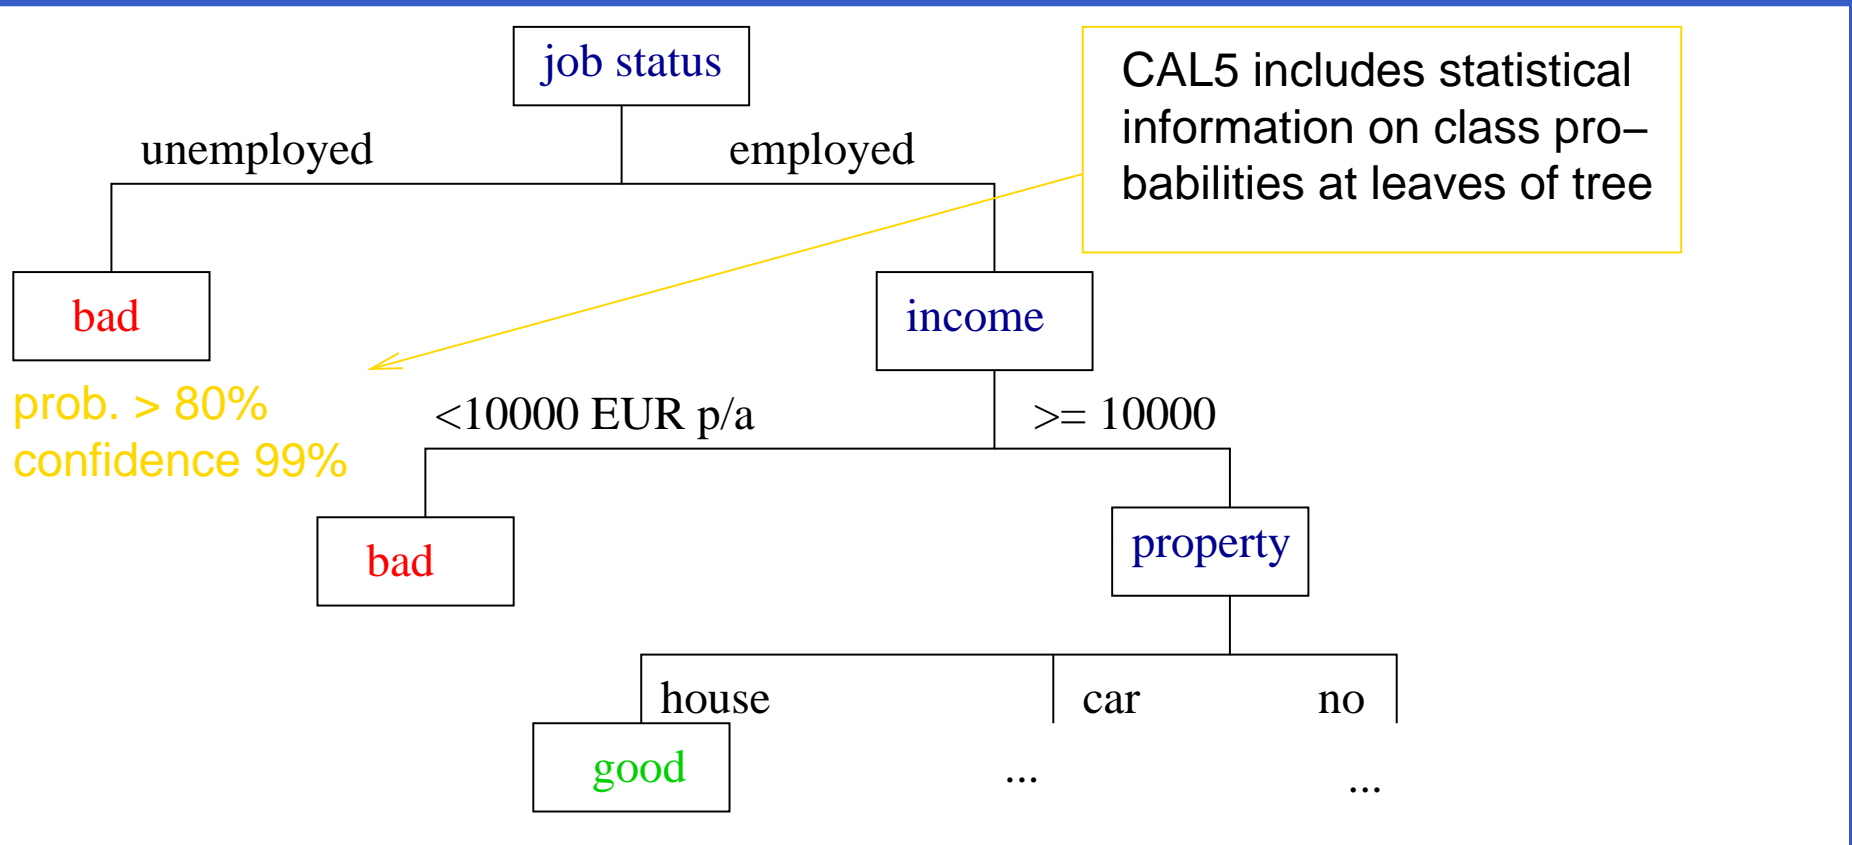 job status
CAL5 includes statistical
information on class pro–
babilities at leaves of tree
unemployed
employed
bad
income
prob. > 80%
confidence 99%
<10000 EUR p/a
>= 10000
bad
property
house
car
no
good
...
...